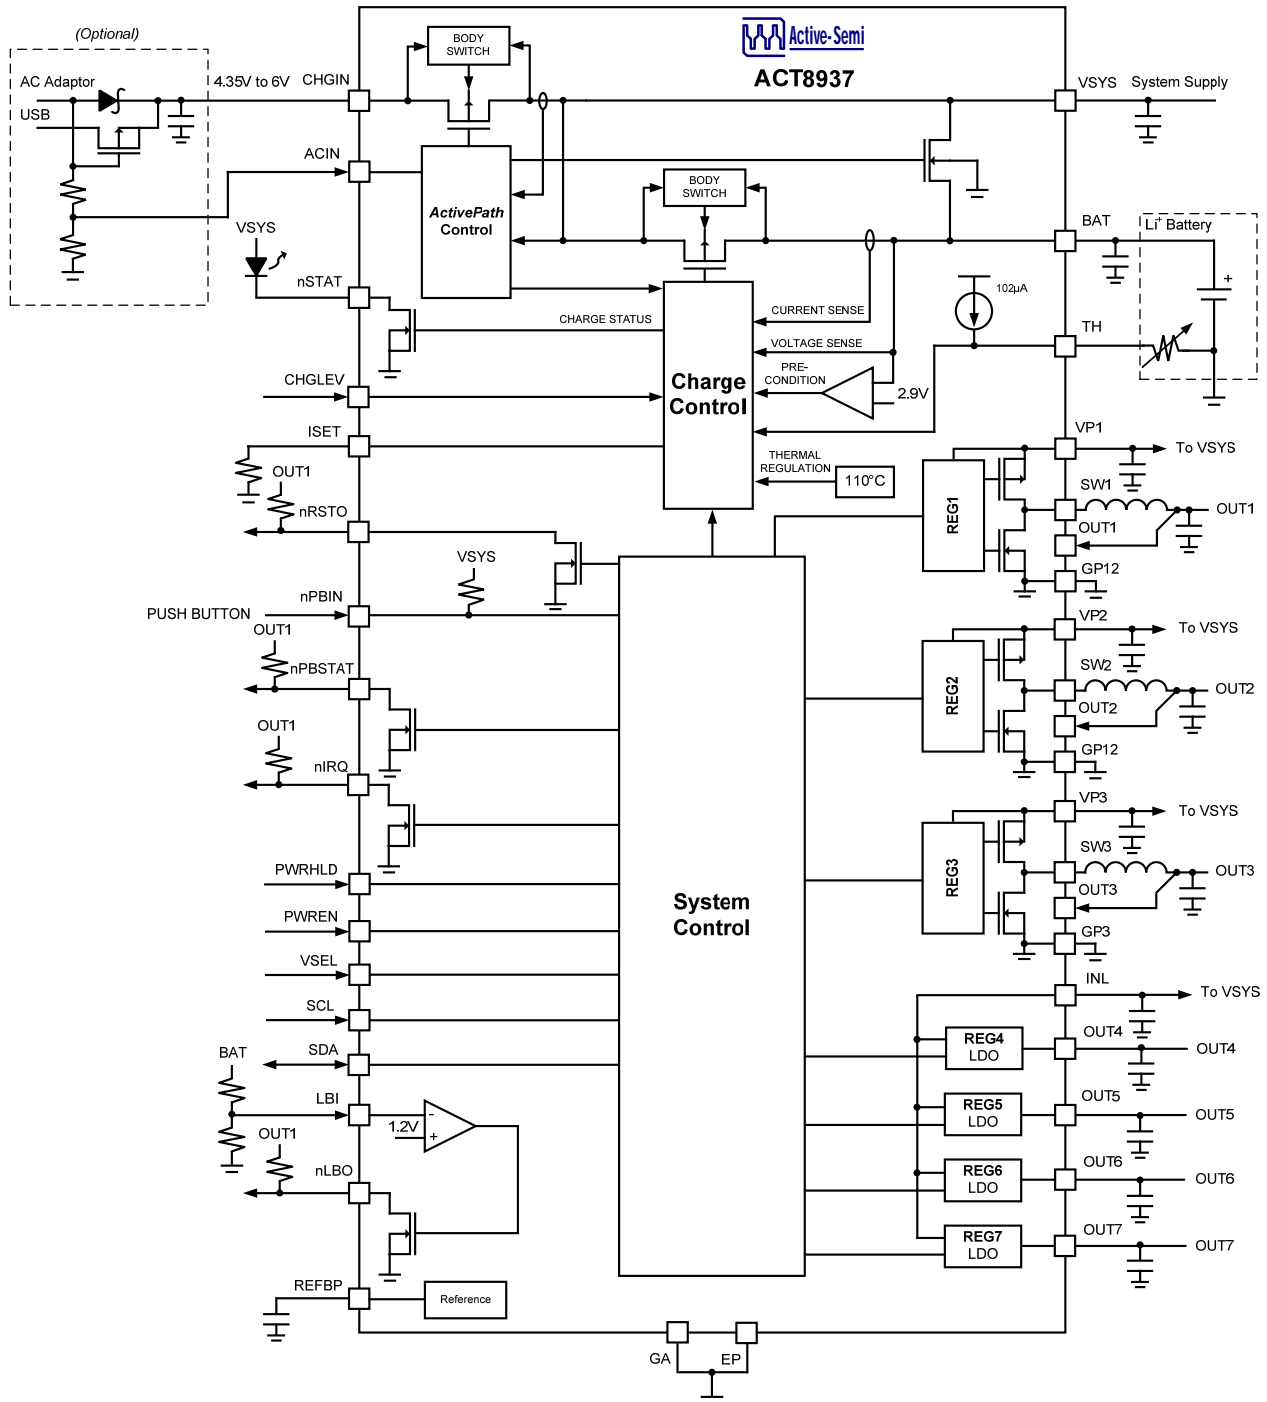 (Optional)
AC Adaptor
USB
4.35V to 6V
CHGIN
BODY
SWITCH
Active-Semi
ACT8937
VSYS
System Supply
ACIN
ActivePath
Control
BODY
SWITCH
VSYS
BAT
Li+ Battery
+
nSTAT
CHARGE STATUS
102µA
CURRENT SENSE
TH
VOLTAGE SENSE
PRE-
CONDITION
2.9V
Charge
Control
CHGLEV
ISET
THERMAL
REGULATION
110°C
OUT1
nRSTO
VP1
To VSYS
REG1
SW1
OUT1
OUT1
GP12
VSYS
nPBIN
PUSH BUTTON
OUT1
nPBSTAT
VP2
To VSYS
REG2
SW2
OUT2
OUT2
GP12
OUT1
nIRQ
VP3
To VSYS
REG3
SW3
OUT3
OUT3
GP3
System
Control
PWRHLD
PWREN
VSEL
SCL
SDA
BAT
LBI
1.2V
-
+
OUT1
nLBO
REFBP
Reference
INL
To VSYS
REG4
LDO
OUT4
OUT4
REG5
LDO
OUT5
OUT5
REG6
LDO
OUT6
OUT6
REG7
LDO
OUT7
OUT7
GA
EP